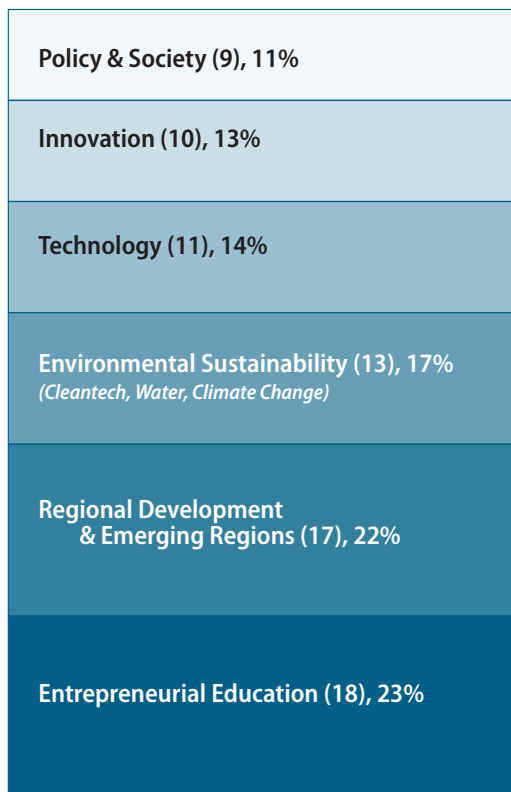 Policy & Society (9), 11%
Innovation (10), 13%
Technology (11), 14%
Environmental Sustainability (13), 17%
(Cleantech, Water, Climate Change)
Regional Development
& Emerging Regions (17), 22%
Entrepreneurial Education (18), 23%